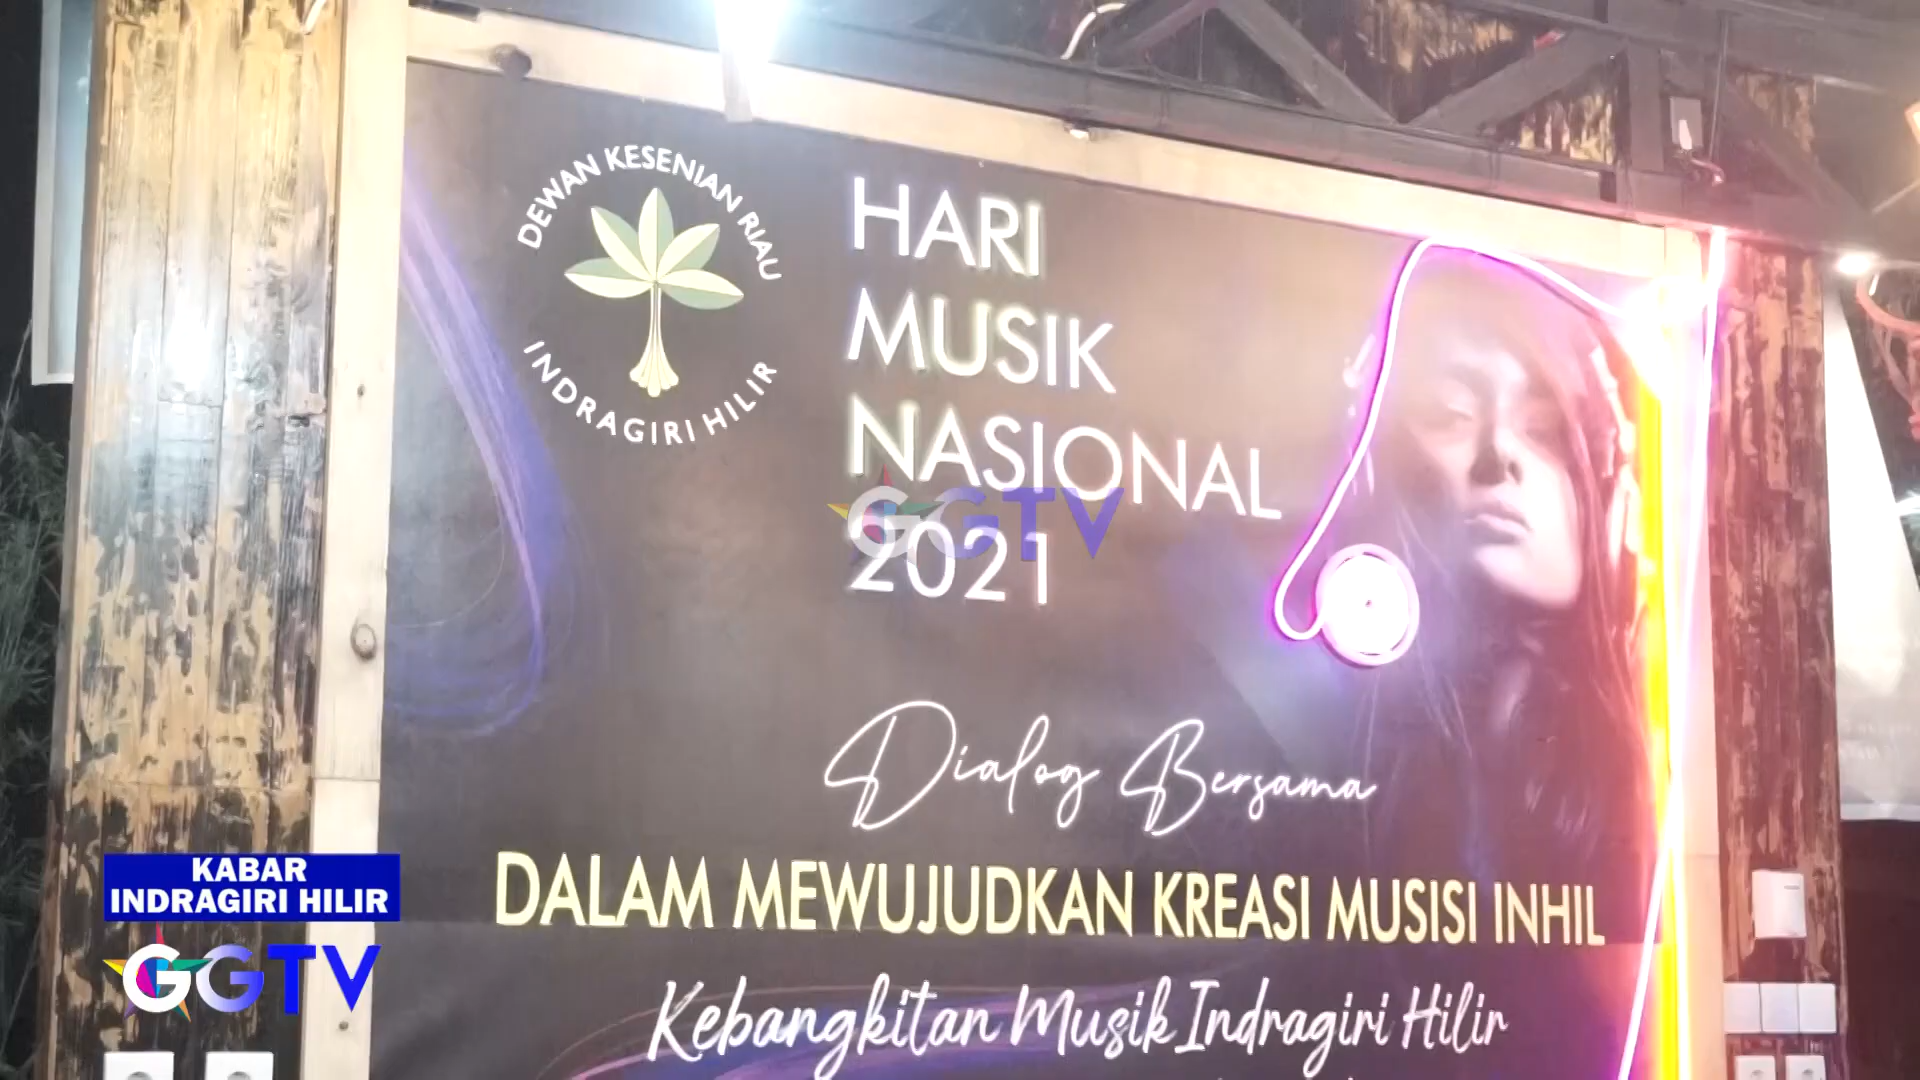 DEWAN KESENIAN RIAU
INDRAGIRI HILIR
HARI
MUSIK
NASIONAL
2021
GGTV
Dialog Bersama
DALAM MEWUJUDKAN KREASI MUSISI INHIL
Kebangkitan Musik Indragiri Hilir
KABAR
INDRAGIRI HILIR
GGTV